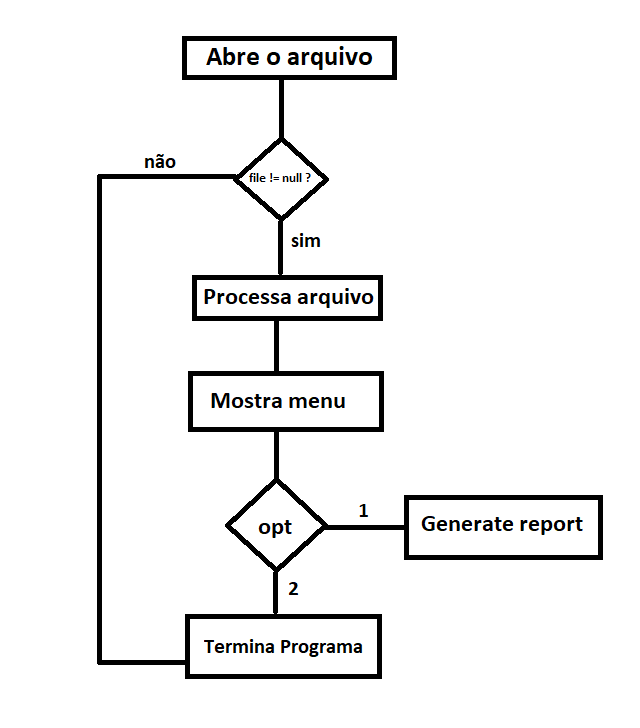 Abre o arquivo
não
file != null ?
sim
Processa arquivo
Mostra menu
opt
1
Generate report
2
Termina Programa